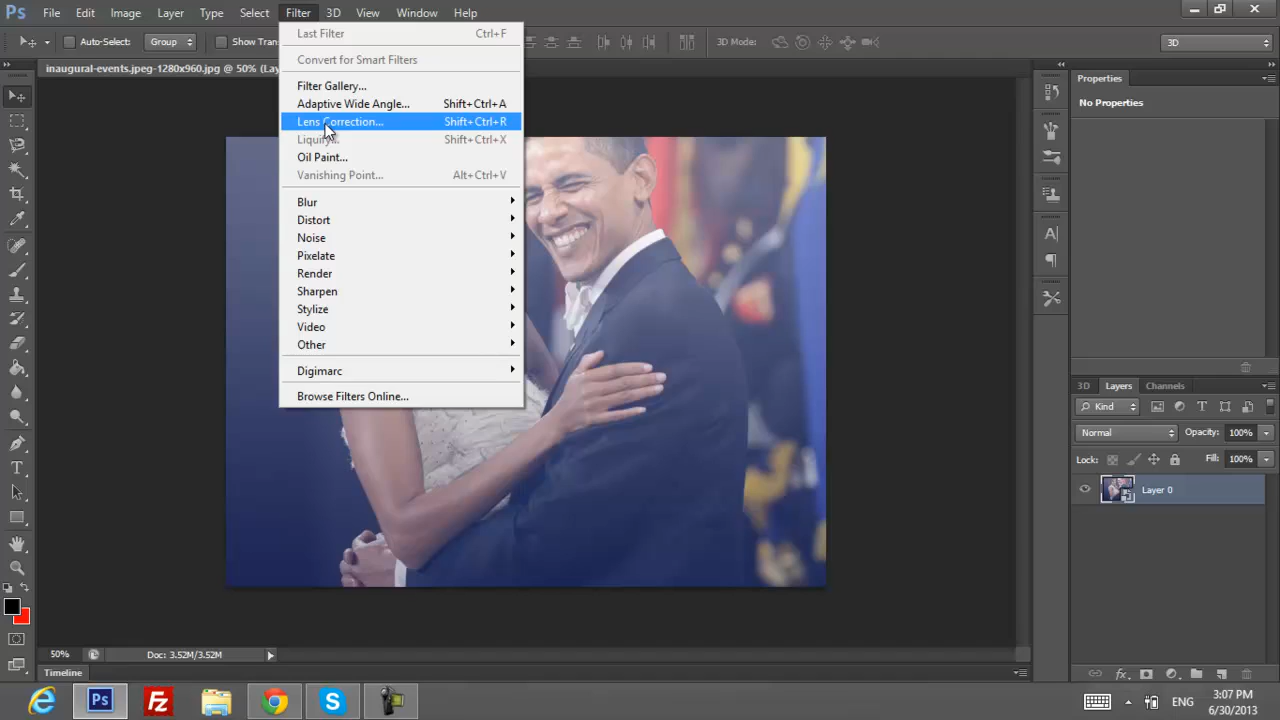 Ps File Edit Image Layer Type Select Filter 3D View Window Help
Auto-Select: Group Show Tran 3D Mode: 3D
inaugural-events.jpeg-1280x960.jpg @ 50% (Lay
Last Filter Ctrl+F
Convert for Smart Filters
Filter Gallery...
Adaptive Wide Angle... Shift+Ctrl+A
Lens Correction... Shift+Ctrl+R
Liquify... Shift+Ctrl+X
Oil Paint...
Vanishing Point... Alt+Ctrl+V
Blur
Distort
Noise
Pixelate
Render
Sharpen
Stylize
Video
Other
Digimarc
Browse Filters Online...
Properties
No Properties
3D Layers Channels
Kind
Normal Opacity: 100%
Lock: Fill: 100%
Layer 0
50% Doc: 3.52M/3.52M
Timeline
Ps Fz S ENG
3:07 PM
6/30/2013